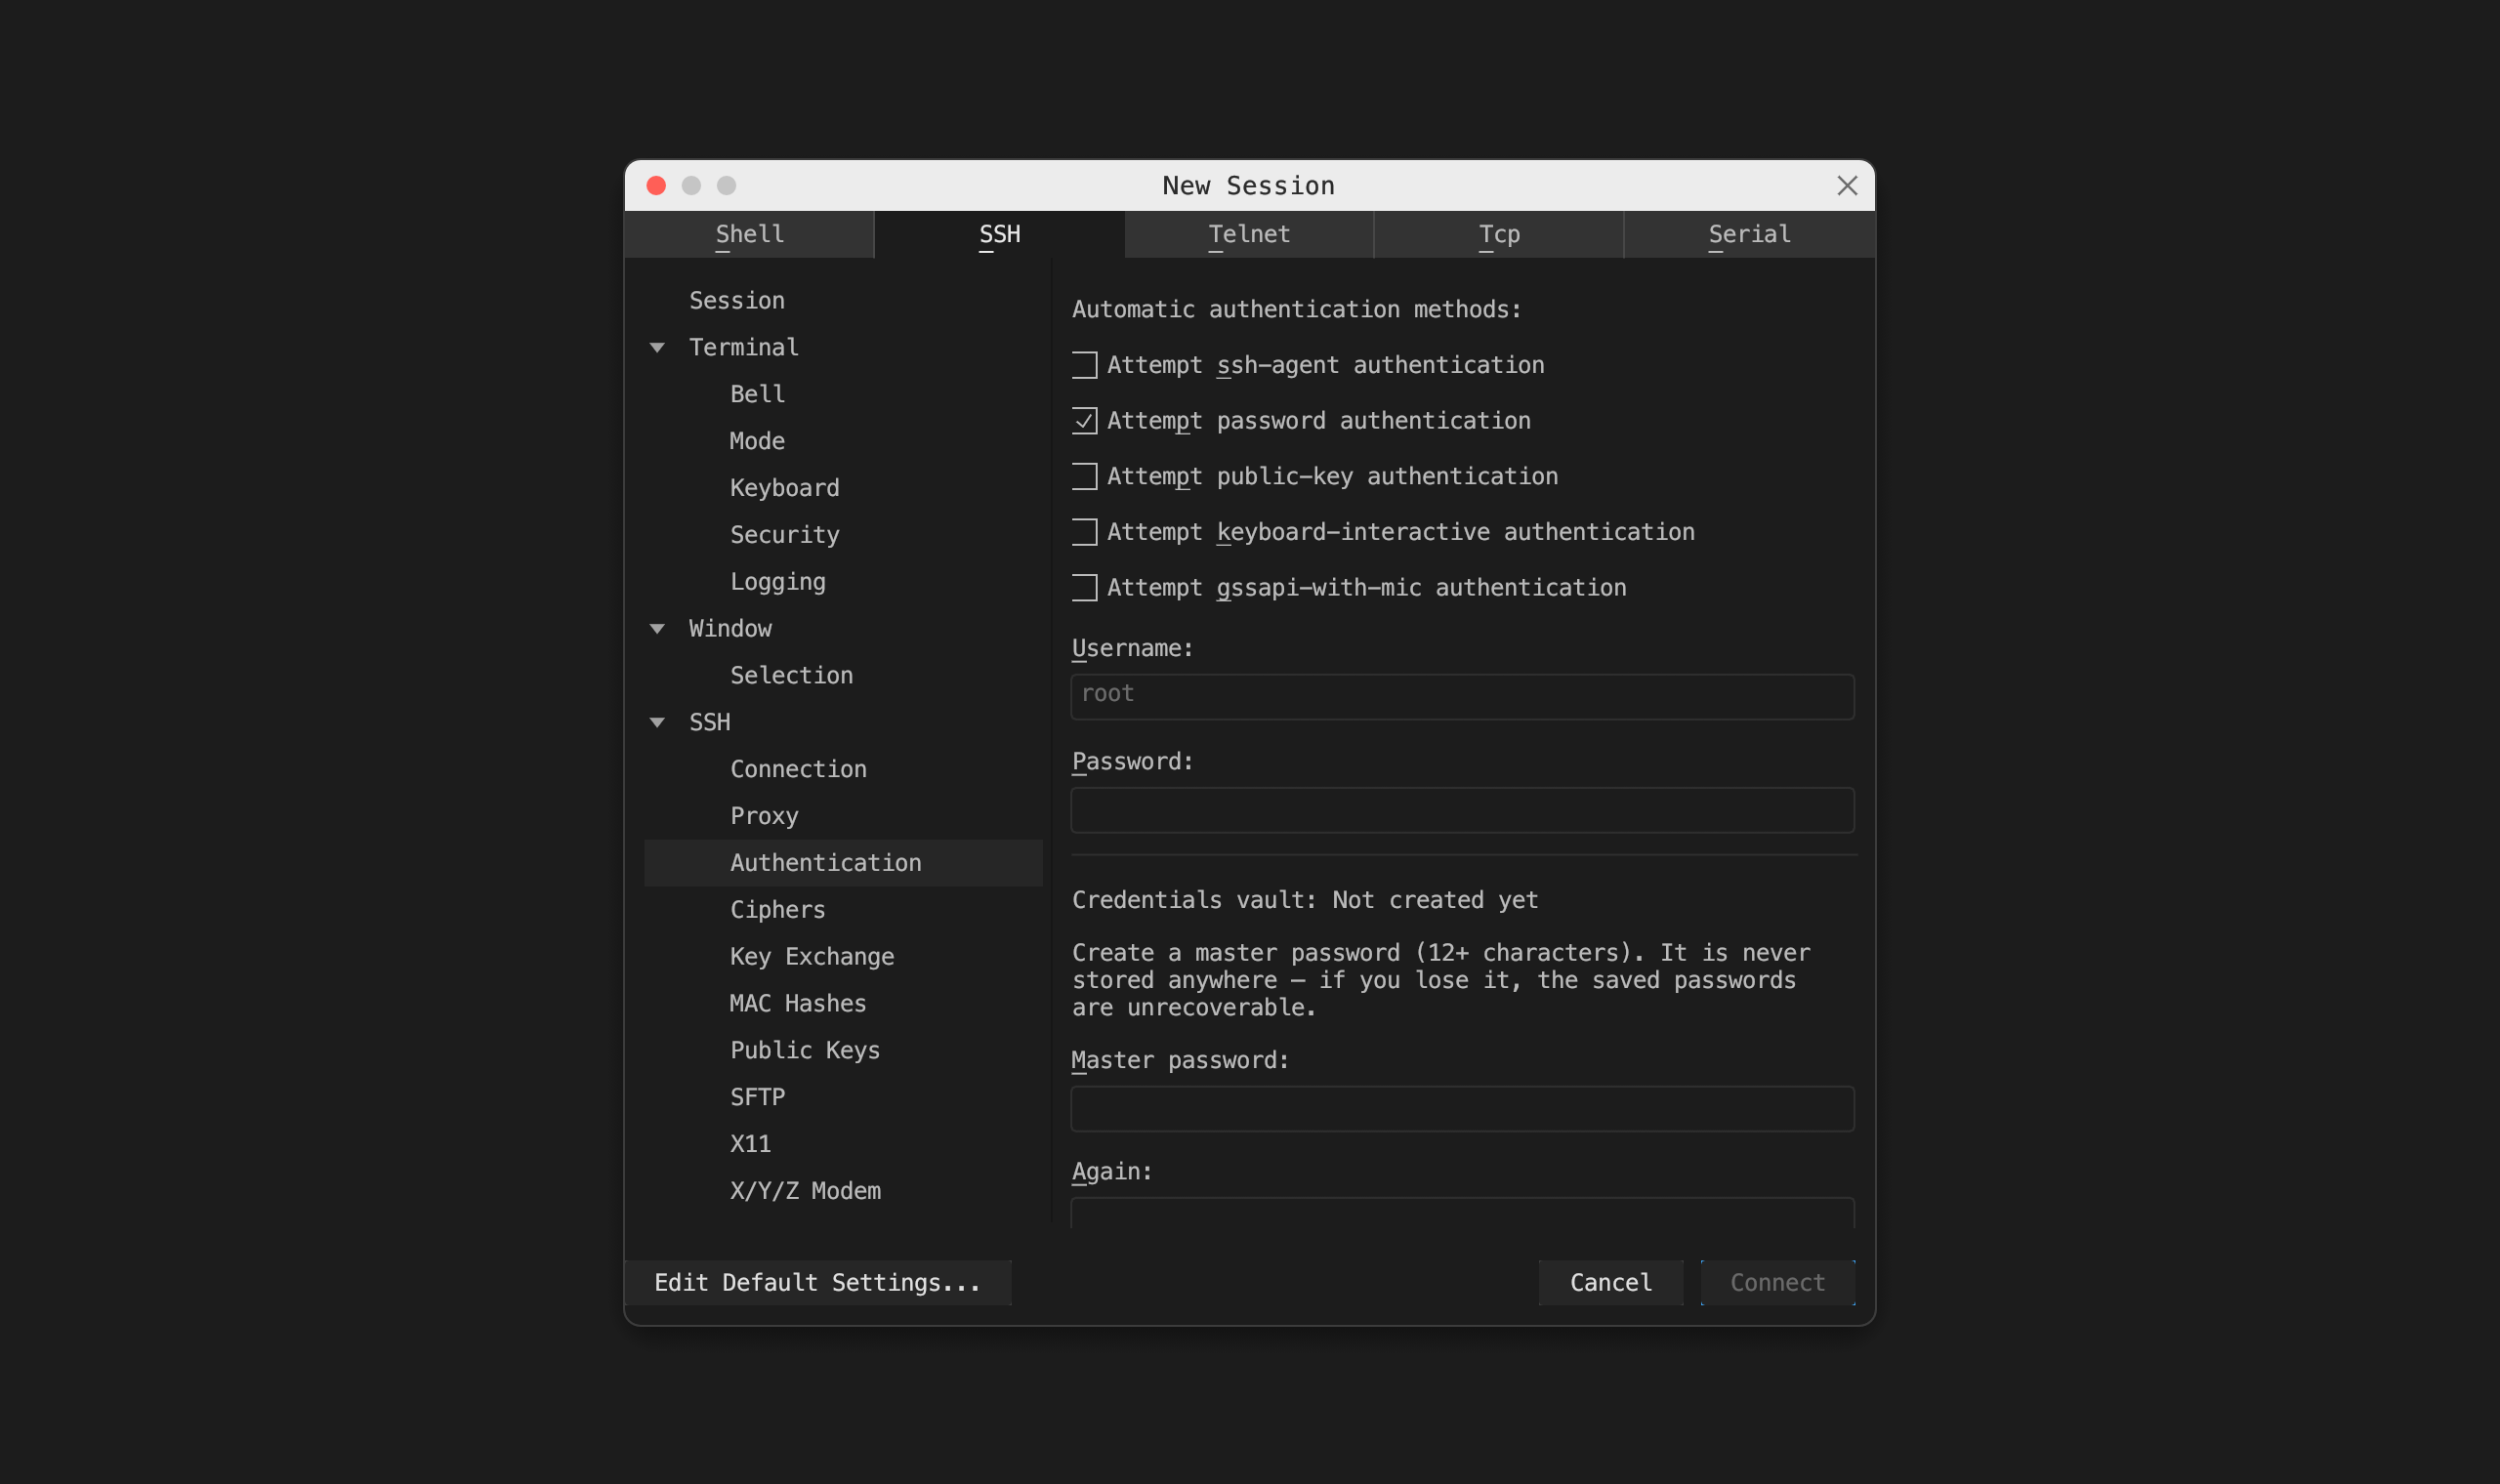 New Session
Shell
SSH
Telnet
Tcp
Serial
Session
Terminal
Bell
Mode
Keyboard
Security
Logging
Window
Selection
SSH
Connection
Proxy
Authentication
Ciphers
Key Exchange
MAC Hashes
Public Keys
SFTP
X11
X/Y/Z Modem
Automatic authentication methods:
Attempt ssh-agent authentication
Attempt password authentication
Attempt public-key authentication
Attempt keyboard-interactive authentication
Attempt gssapi-with-mic authentication
Username:
root
Password:
Credentials vault: Not created yet
Create a master password (12+ characters). It is never
stored anywhere — if you lose it, the saved passwords
are unrecoverable.
Master password:
Again:
Edit Default Settings...
Cancel
Connect